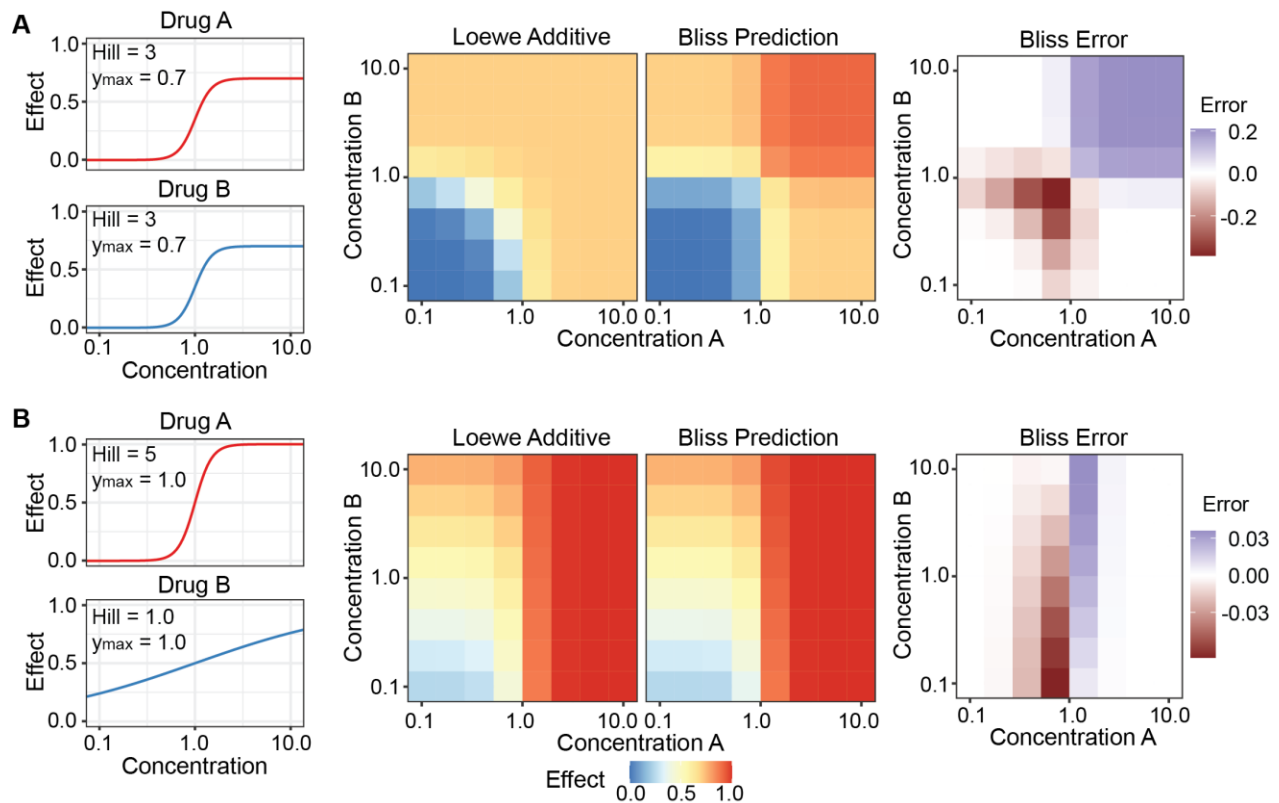 A
Drug A
Hill = 3
ymax = 0.7
1.0
0.5
0.0
Effect
Drug B
Hill = 3
ymax = 0.7
1.0
0.5
0.0
Effect
0.1 1.0 10.0
Concentration
Loewe Additive
Bliss Prediction
Concentration B
10.0
1.0
0.1
0.1 1.0 10.0
0.1 1.0 10.0
Concentration A
Bliss Error
Concentration B
10.0
1.0
0.1
0.1 1.0 10.0
Concentration A
Error
0.2
0.0
-0.2
B
Drug A
Hill = 5
ymax = 1.0
1.0
0.5
0.0
Effect
Drug B
Hill = 1.0
ymax = 1.0
1.0
0.5
0.0
Effect
0.1 1.0 10.0
Concentration
Loewe Additive
Bliss Prediction
Concentration B
10.0
1.0
0.1
0.1 1.0 10.0
0.1 1.0 10.0
Concentration A
Effect
0.0 0.5 1.0
Bliss Error
Concentration B
10.0
1.0
0.1
0.1 1.0 10.0
Concentration A
Error
0.03
0.00
-0.03